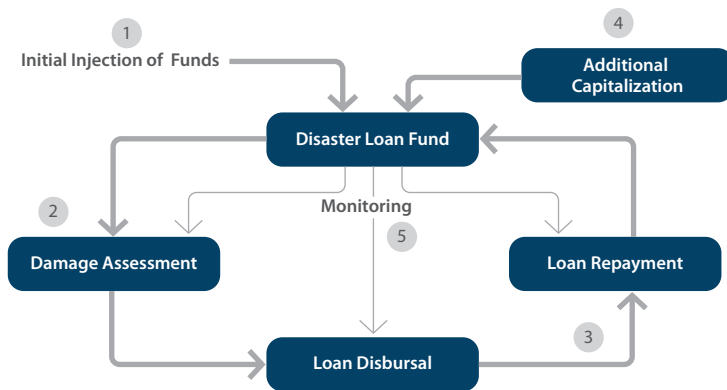 1
Initial Injection of Funds
4
Additional
Capitalization
Disaster Loan Fund
2
Monitoring
5
Damage Assessment
Loan Repayment
3
Loan Disbursal